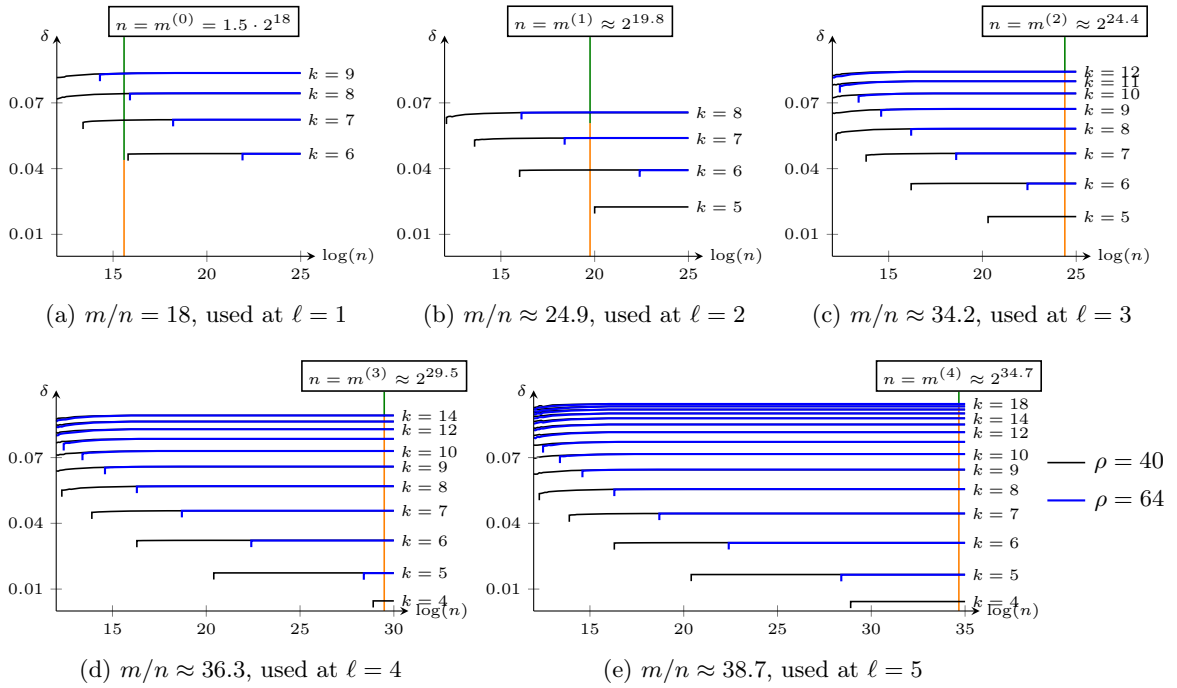 n = m^{(0)} = 1.5 · 2^{18}
δ
0.07
0.04
0.01
k = 9
k = 8
k = 7
k = 6
log(n)
15
20
25
(a) m/n = 18, used at ℓ = 1
n = m^{(1)} ≈ 2^{19.8}
δ
0.07
0.04
0.01
k = 8
k = 7
k = 6
k = 5
log(n)
15
20
25
(b) m/n ≈ 24.9, used at ℓ = 2
n = m^{(2)} ≈ 2^{24.4}
δ
0.07
0.04
0.01
k = 12
k = 11
k = 10
k = 9
k = 8
k = 7
k = 6
k = 5
log(n)
15
20
25
(c) m/n ≈ 34.2, used at ℓ = 3
n = m^{(3)} ≈ 2^{29.5}
δ
0.07
0.04
0.01
k = 14
k = 12
k = 10
k = 9
k = 8
k = 7
k = 6
k = 5
k = 4
log(n)
15
20
25
30
(d) m/n ≈ 36.3, used at ℓ = 4
n = m^{(4)} ≈ 2^{34.7}
δ
0.07
0.04
0.01
k = 18
k = 14
k = 12
k = 10
k = 9
k = 8
k = 7
k = 6
k = 5
k = 4
log(n)
15
20
25
30
35
(e) m/n ≈ 38.7, used at ℓ = 5
ρ = 40
ρ = 64